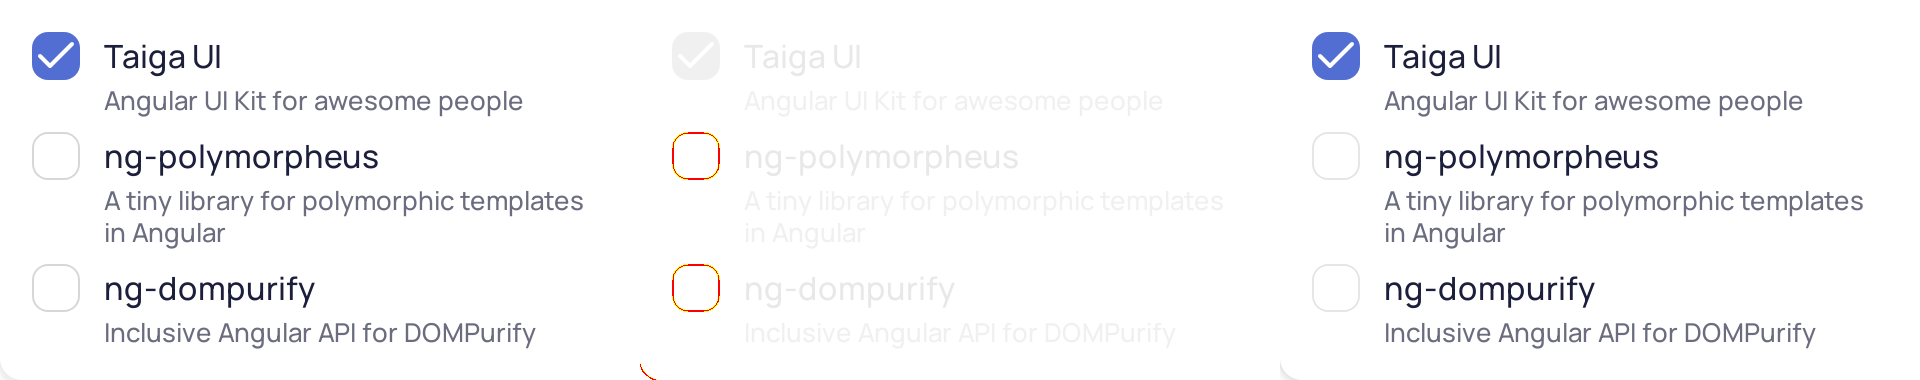 Taiga UI
Angular UI Kit for awesome people
ng-polymorpheus
A tiny library for polymorphic templates
in Angular
ng-dompurify
Inclusive Angular API for DOMPurify
Taiga UI
Angular UI Kit for awesome people
ng-polymorpheus
A tiny library for polymorphic templates
in Angular
ng-dompurify
Inclusive Angular API for DOMPurify
Taiga UI
Angular UI Kit for awesome people
ng-polymorpheus
A tiny library for polymorphic templates
in Angular
ng-dompurify
Inclusive Angular API for DOMPurify